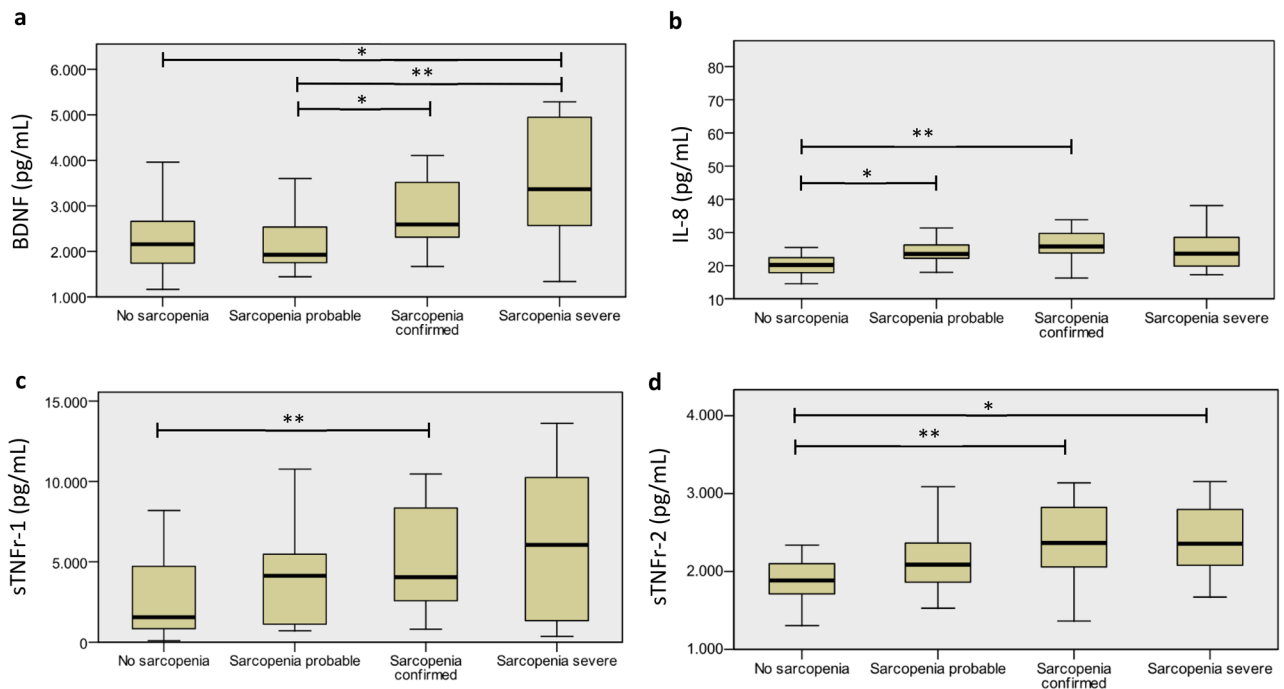 a
BDNF (pg/mL)
6.000
5.000
4.000
3.000
2.000
1.000
*
**
*
No sarcopenia
Sarcopenia probable
Sarcopenia
confirmed
Sarcopenia severe
b
IL-8 (pg/mL)
80
70
60
50
40
30
20
10
**
*
No sarcopenia
Sarcopenia probable
Sarcopenia
confirmed
Sarcopenia severe
c
sTNFr-1 (pg/mL)
15.000
10.000
5.000
0
**
No sarcopenia
Sarcopenia probable
Sarcopenia
confirmed
Sarcopenia severe
d
sTNFr-2 (pg/mL)
4.000
3.000
2.000
1.000
*
**
No sarcopenia
Sarcopenia probable
Sarcopenia
confirmed
Sarcopenia severe